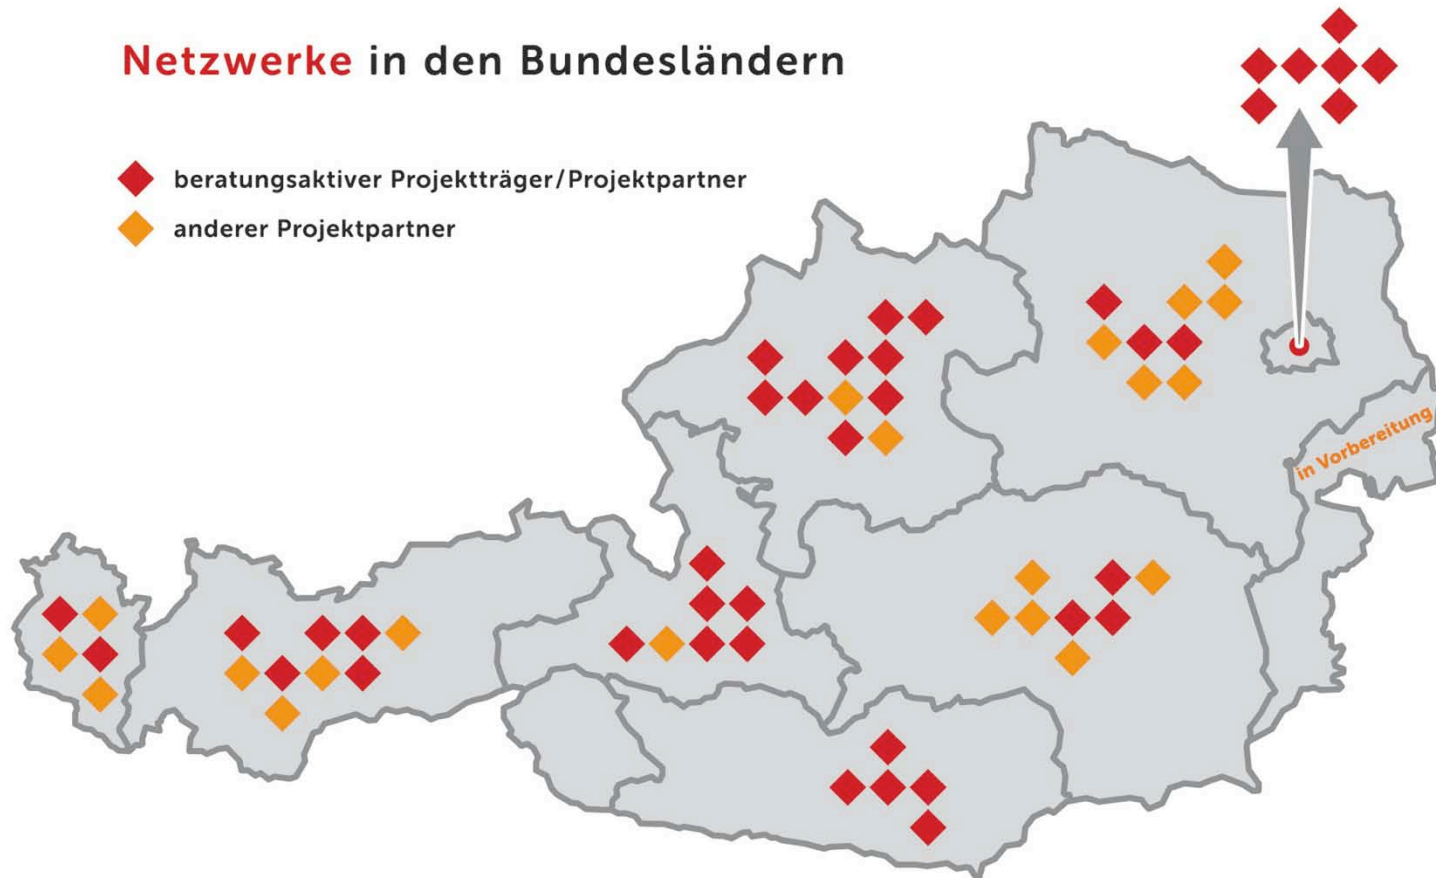 Netzwerke in den Bundesländern
beratungsaktiver Projektträger/Projektpartner
anderer Projektpartner
in Vorbereitung